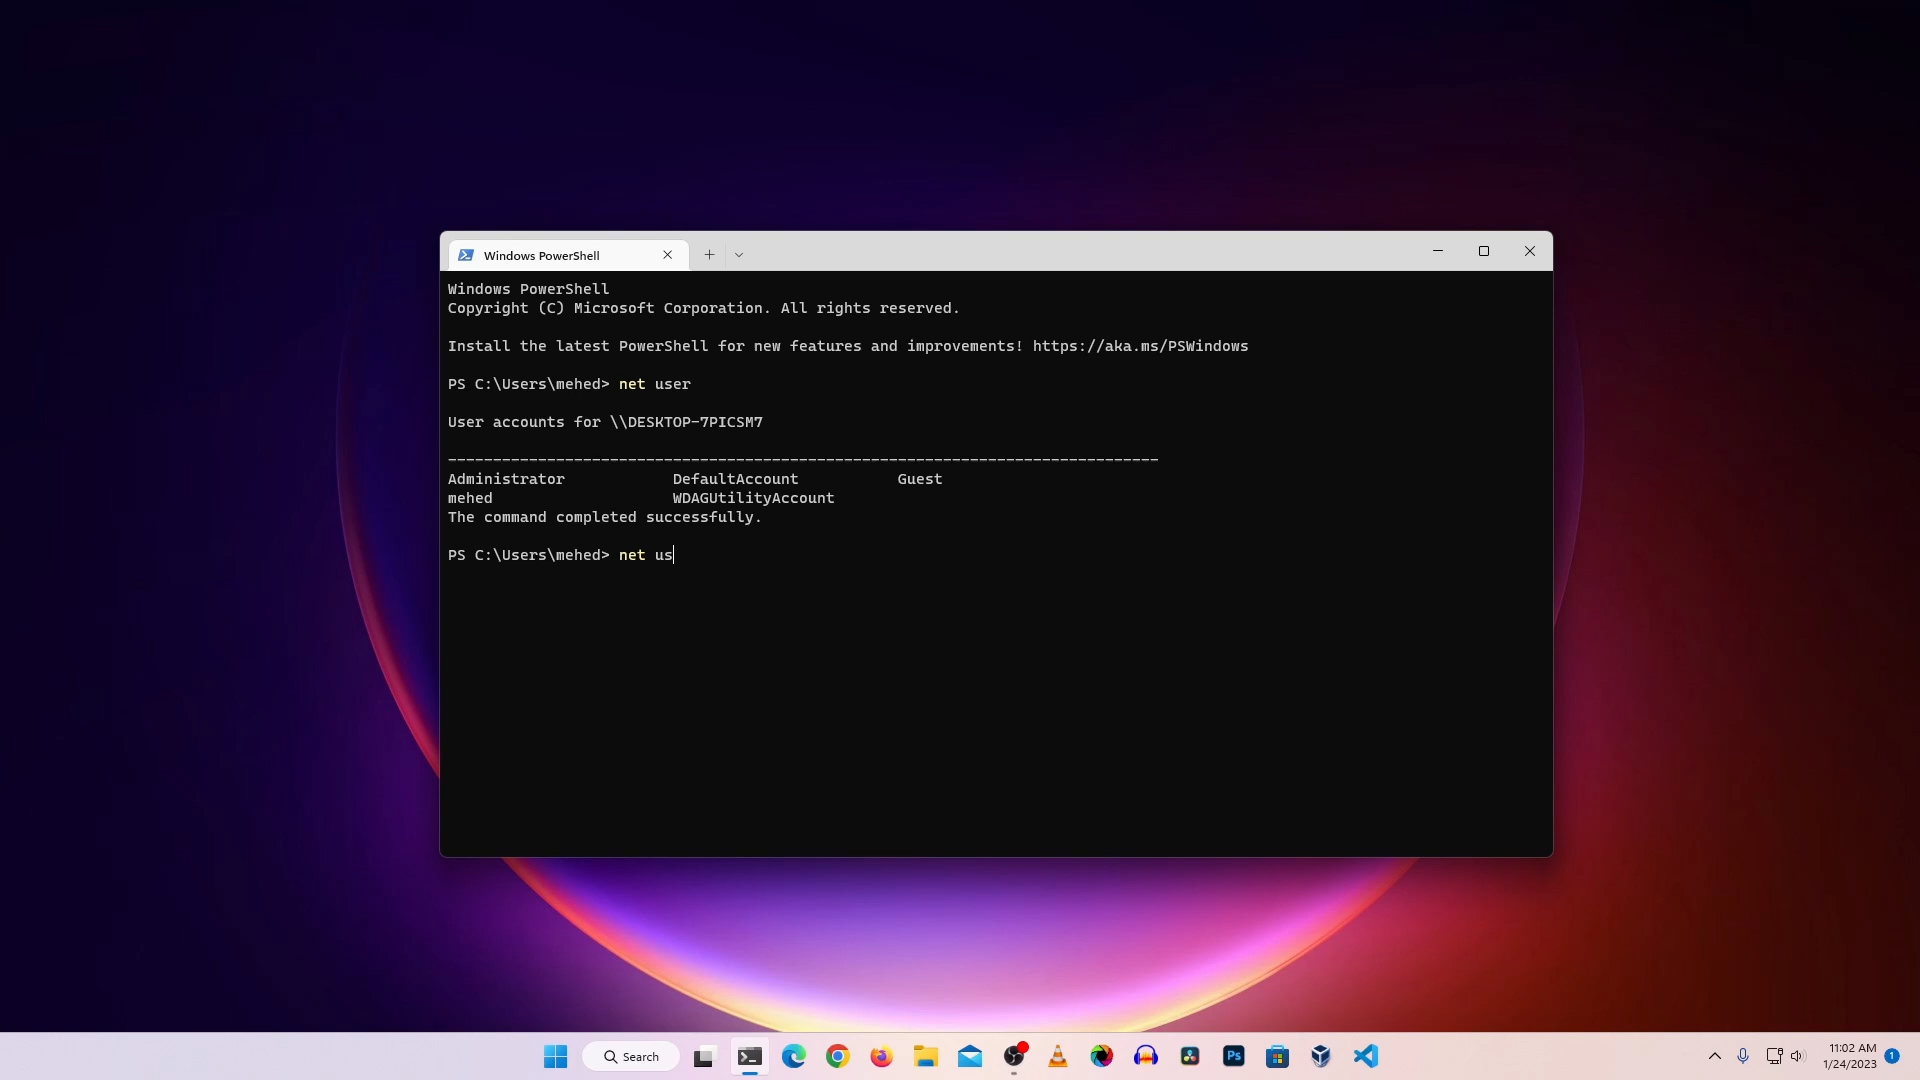 Windows PowerShell
Windows PowerShell
Copyright (C) Microsoft Corporation. All rights reserved.
Install the latest PowerShell for new features and improvements! https://aka.ms/PSWindows
PS C:\Users\mehed> net user
User accounts for \\DESKTOP-7PICSM7
-------------------------------------------------------------------------------
Administrator            DefaultAccount           Guest
mehed                    WDAGUtilityAccount
The command completed successfully.
PS C:\Users\mehed> net us
Search
Ps
11:02 AM
1/24/2023
1